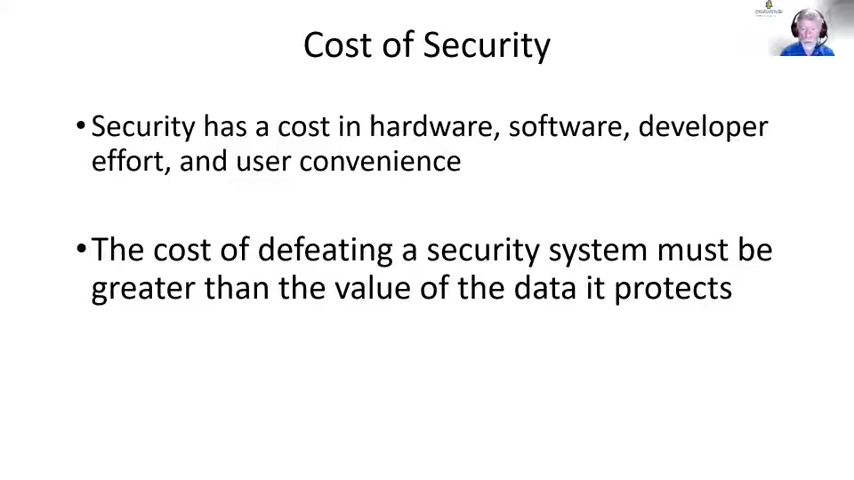 Cost of Security
•Security has a cost in hardware, software, developer
effort, and user convenience
•The cost of defeating a security system must be
greater than the value of the data it protects